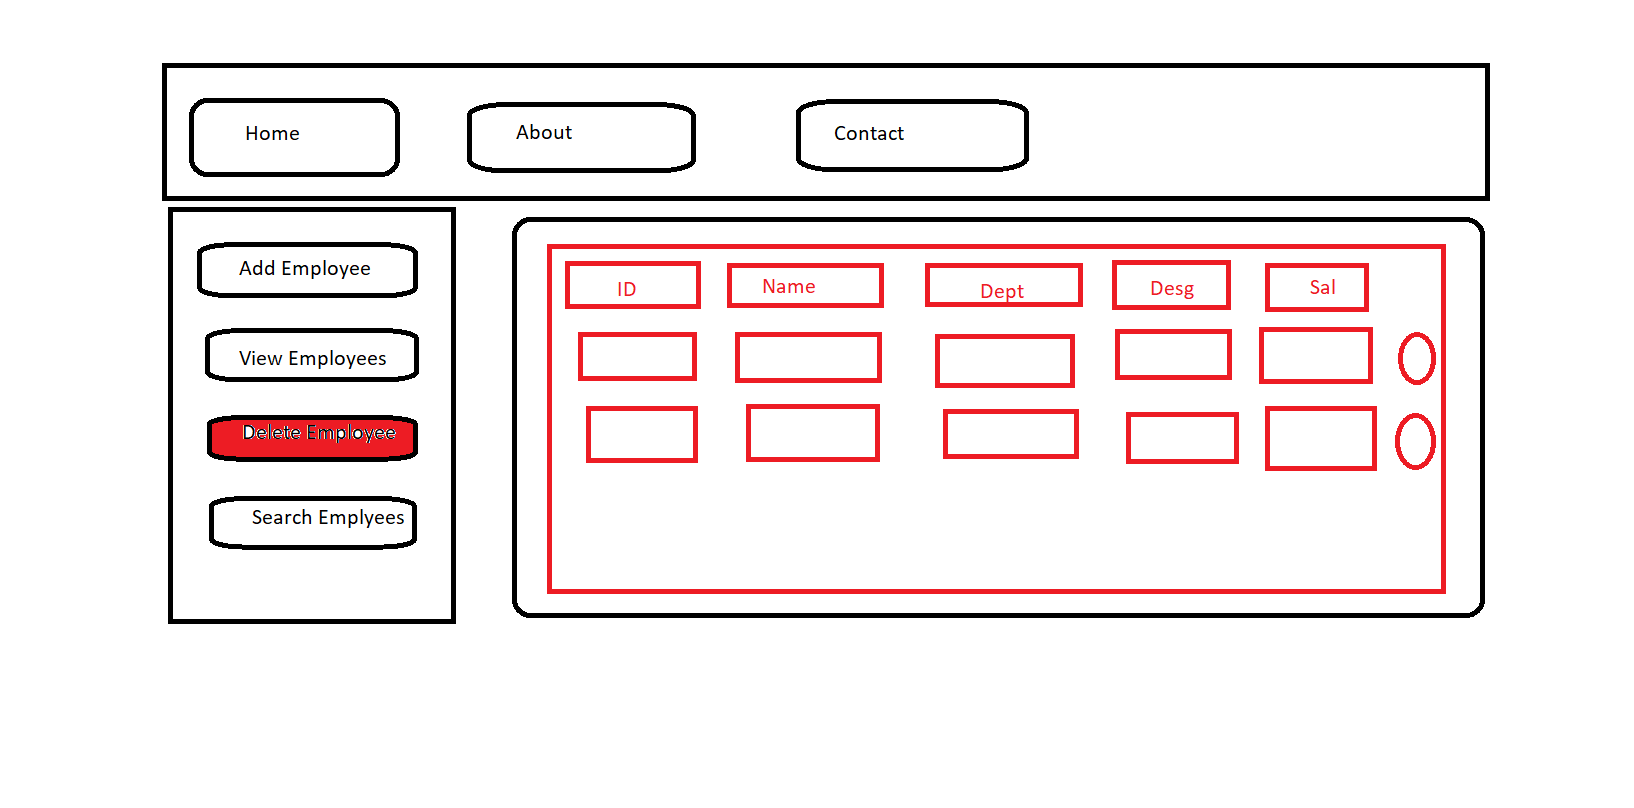 Home
About
Contact
Add Employee
View Employees
Delete Employee
Search Emplyees
ID
Name
Dept
Desg
Sal